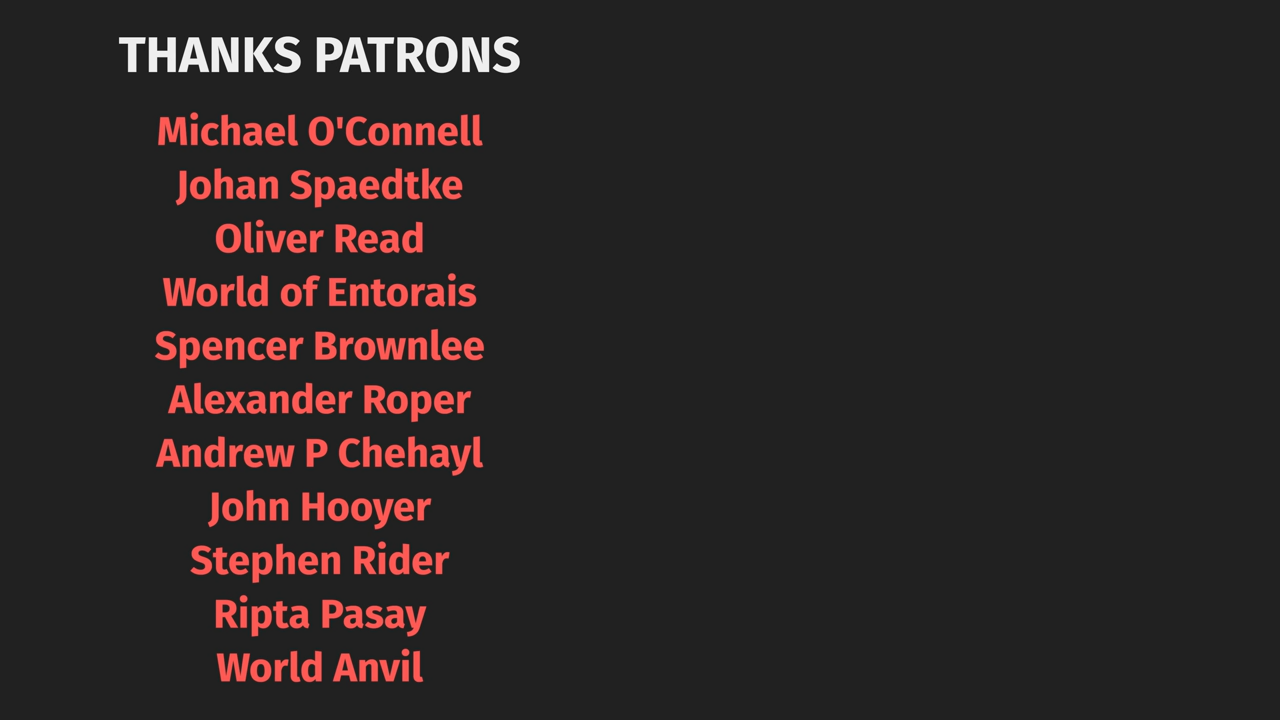 THANKS PATRONS
Michael O'Connell
Johan Spaedtke
Oliver Read
World of Entorais
Spencer Brownlee
Alexander Roper
Andrew P Chehayl
John Hooyer
Stephen Rider
Ripta Pasay
World Anvil